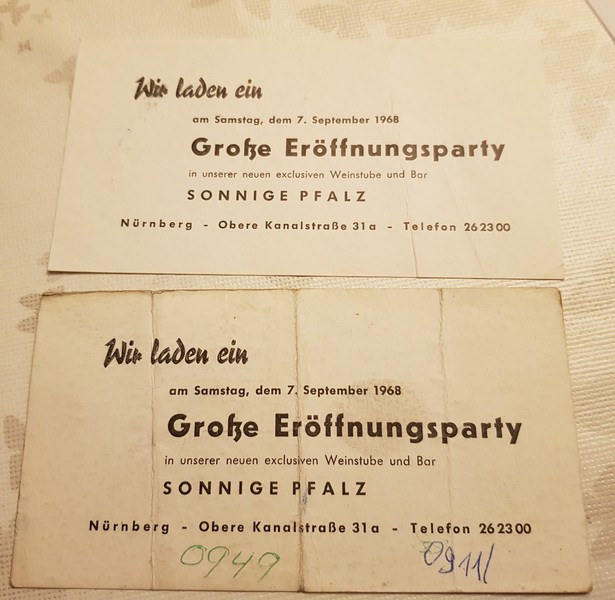 Wir laden ein
am Samstag, dem 7. September 1968
Große Eröffnungsparty
in unserer neuen exclusiven Weinstube und Bar
SONNIGE PFALZ
Nürnberg - Obere Kanalstraße 31a - Telefon 262300
Wir laden ein
am Samstag, dem 7. September 1968
Große Eröffnungsparty
in unserer neuen exclusiven Weinstube und Bar
SONNIGE PFALZ
Nürnberg - Obere Kanalstraße 31a - Telefon 262300
0949 0911/